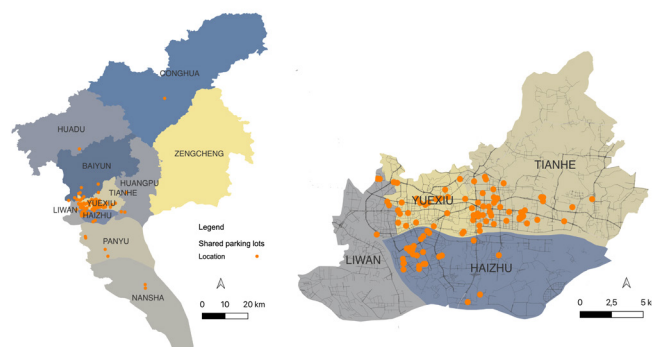 CONGHUA
HUADU
ZENGCHENG
BAIYUN
HUANGPU
TIANHE
LIWAN
YUEXIU
HAIZHU
PANYU
NANSHA
Legend
Shared parking lots
Location
0 10 20 km
TIANHE
YUEXIU
LIWAN
HAIZHU
0 2,5 5 k